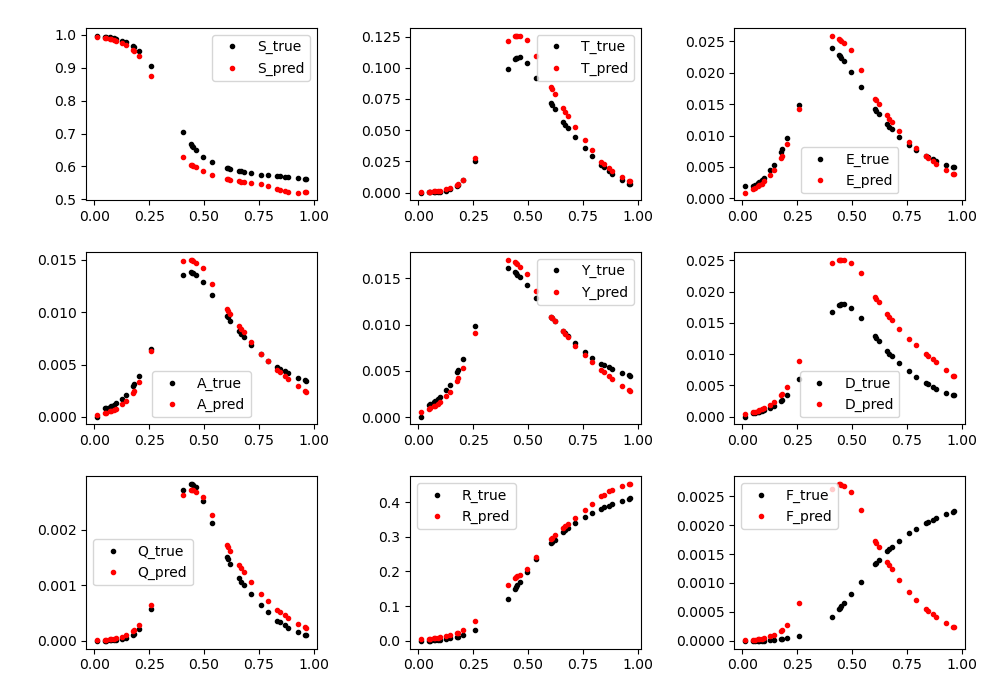 1.0
0.9
0.8
0.7
0.6
0.5
0.00 0.25 0.50 0.75 1.00
S_true
S_pred
0.125
0.100
0.075
0.050
0.025
0.000
0.00 0.25 0.50 0.75 1.00
T_true
T_pred
0.025
0.020
0.015
0.010
0.005
0.000
0.00 0.25 0.50 0.75 1.00
E_true
E_pred
0.015
0.010
0.005
0.000
0.00 0.25 0.50 0.75 1.00
A_true
A_pred
0.015
0.010
0.005
0.000
0.00 0.25 0.50 0.75 1.00
Y_true
Y_pred
0.025
0.020
0.015
0.010
0.005
0.000
0.00 0.25 0.50 0.75 1.00
D_true
D_pred
0.002
0.001
0.000
0.00 0.25 0.50 0.75 1.00
Q_true
Q_pred
0.4
0.3
0.2
0.1
0.0
0.00 0.25 0.50 0.75 1.00
R_true
R_pred
0.0025
0.0020
0.0015
0.0010
0.0005
0.0000
0.00 0.25 0.50 0.75 1.00
F_true
F_pred